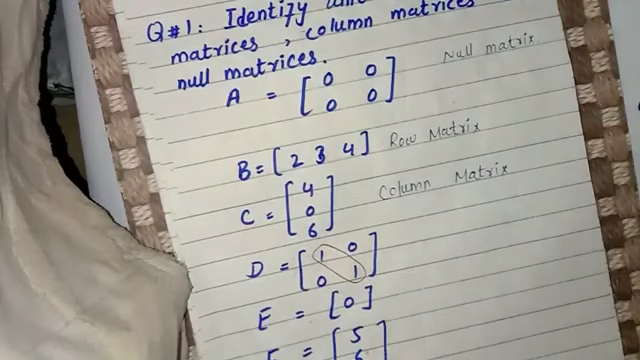 Q#1: Identify
matrices, column matrices
null matrices.
A = [0 0
0 0] Null matrix
B = [2 3 4] Row Matrix
C = [4
0
6] Column Matrix
D = [1 0
0 1]
E = [0]
= [5